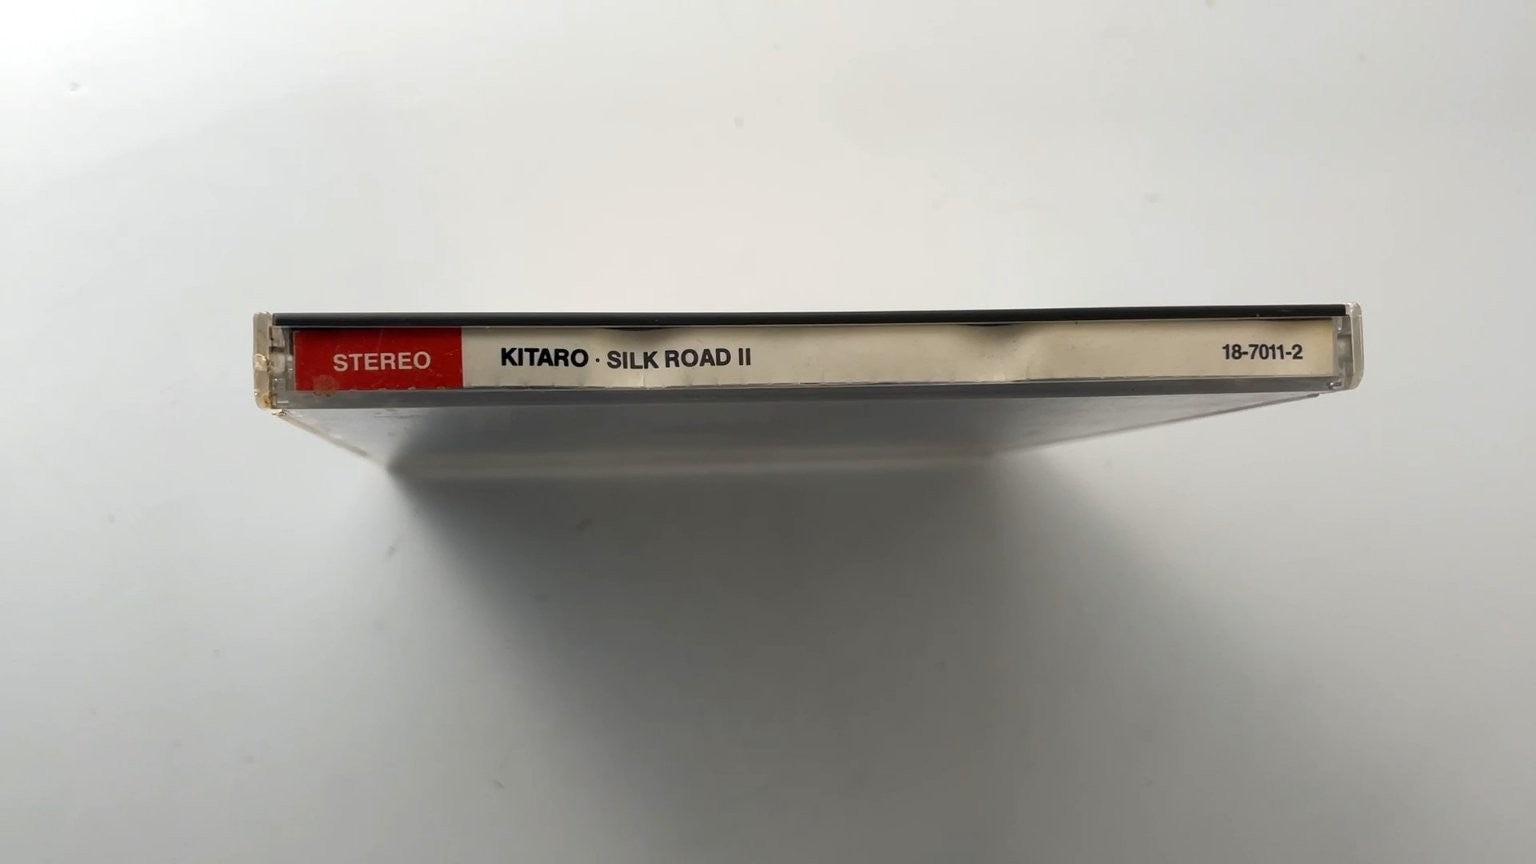 STEREO KITARO · SILK ROAD II 18-7011-2